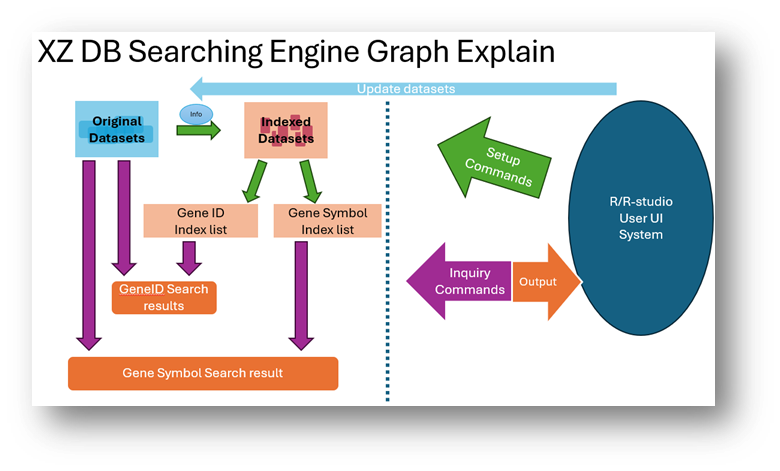 XZ DB Searching Engine Graph Explain
Update datasets
Original
Datasets
Info
Indexed
Datasets
Setup
Commands
Gene ID
Index list
Gene Symbol
Index list
R/R-studio
User UI
System
GeneID Search
results
Inquiry
Commands
Output
Gene Symbol Search result